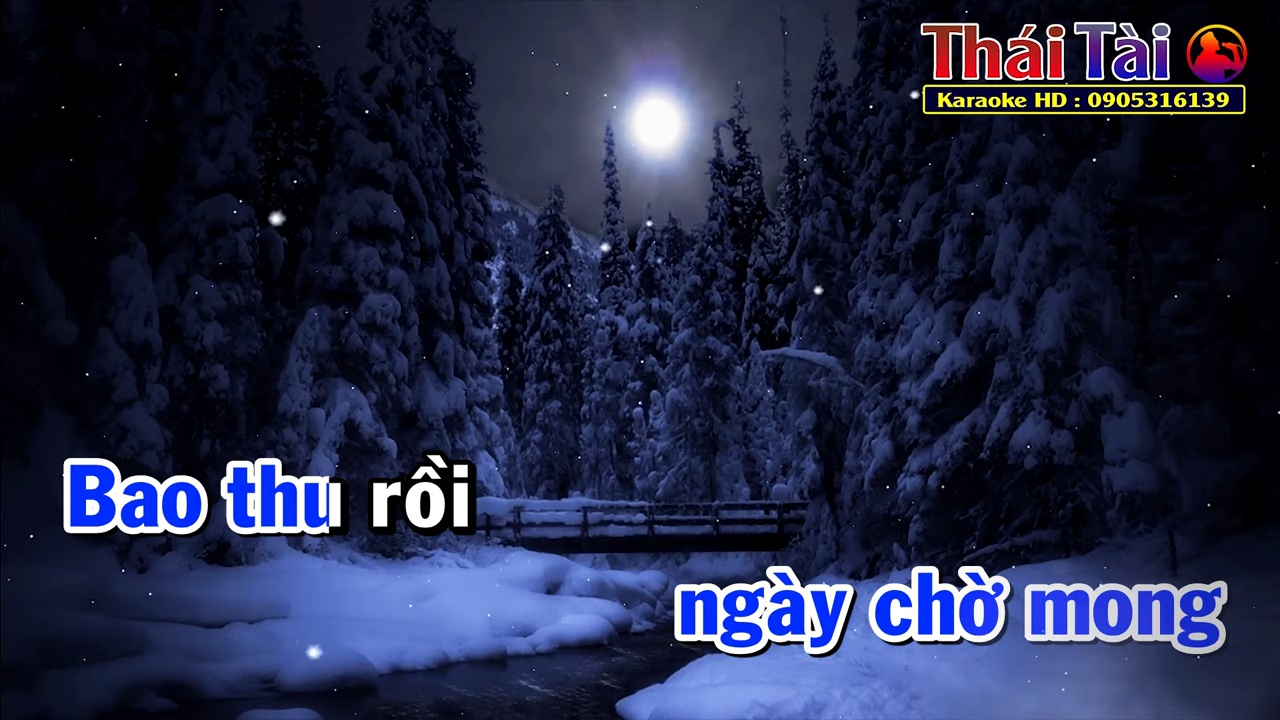 Thái Tài
Karaoke HD : 0905316139
Bao thu rồi
ngày chờ mong